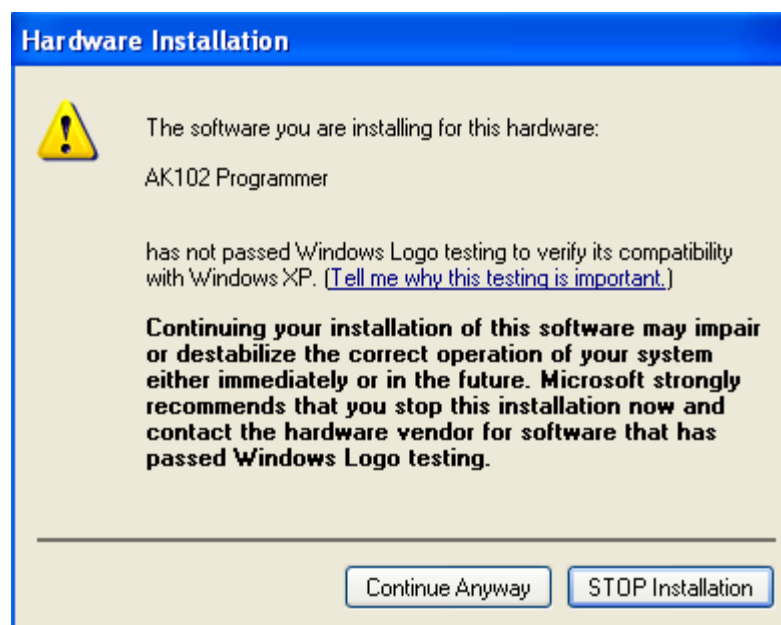 Hardware Installation
The software you are installing for this hardware:
AK102 Programmer
has not passed Windows Logo testing to verify its compatibility
with Windows XP. (Tell me why this testing is important.)
Continuing your installation of this software may impair
or destabilize the correct operation of your system
either immediately or in the future. Microsoft strongly
recommends that you stop this installation now and
contact the hardware vendor for software that has
passed Windows Logo testing.
Continue Anyway
STOP Installation